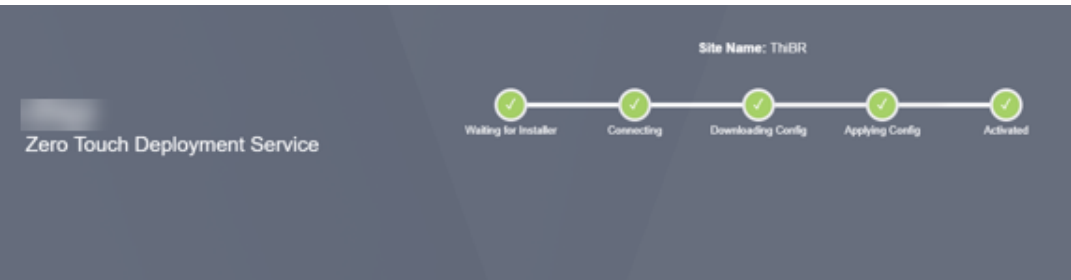 Site Name: ThiBR
Waiting for Installer
Connecting
Downloading Config
Applying Config
Activated
Zero Touch Deployment Service